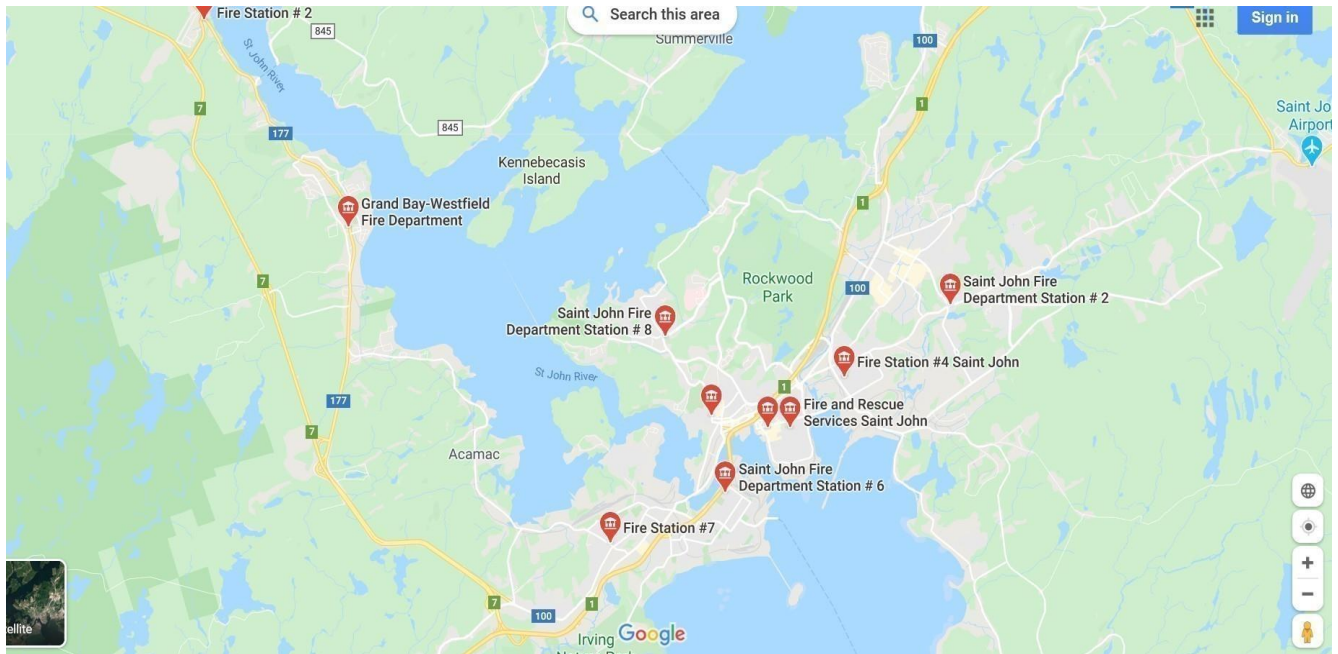 Fire Station # 2
845
Search this area
Summerville
100
Sign in
St John River
7
1
845
177
Saint Jo
Airport
Kennebecasis
Island
Grand Bay-Westfield
Fire Department
1
7
Rockwood
Park
100
Saint John Fire
Department Station # 2
Saint John Fire
Department Station # 8
St John River
Fire Station #4 Saint John
1
177
Fire and Rescue
Services Saint John
7
Acamac
Saint John Fire
Department Station # 6
Fire Station #7
7
100
1
ellite
Irving
Google